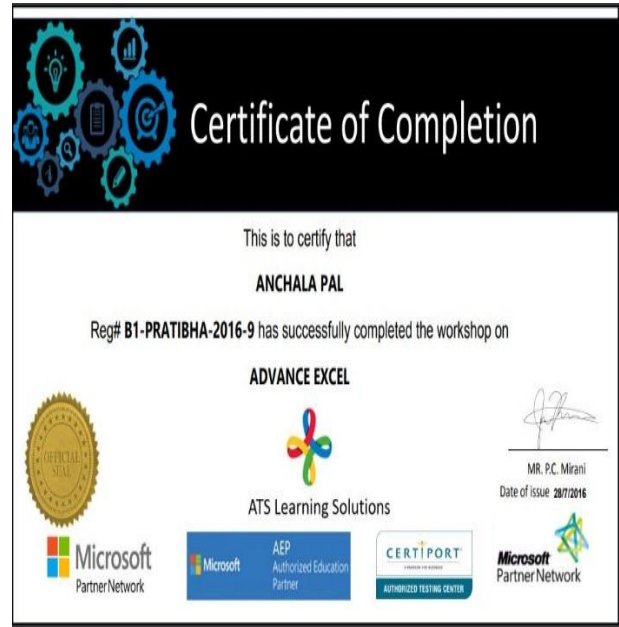 Certificate of Completion
This is to certify that
ANCHALA PAL
Reg# B1-PRATIBHA-2016-9 has successfully completed the workshop on
ADVANCE EXCEL
OFFICIAL
SEAL
ATS Learning Solutions
MR. P.C. Mirani
Date of issue 28/7/2016
Microsoft
Partner Network
Microsoft
AEP
Authorized Education
Partner
CERTIPORT
AUTHORIZED TESTING CENTER
Microsoft
Partner Network